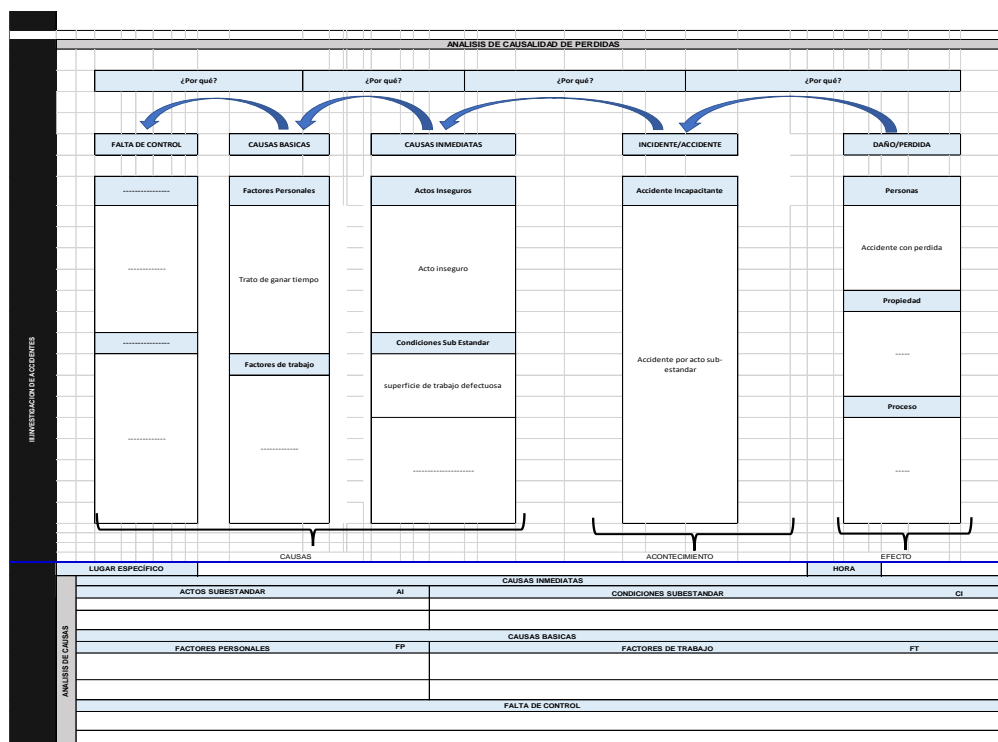 ANALISIS DE CAUSALIDAD DE PERDIDAS
¿Por qué? ¿Por qué? ¿Por qué? ¿Por qué?
FALTA DE CONTROL CAUSAS BASICAS CAUSAS INMEDIATAS INCIDENTE/ACCIDENTE DAÑO/PERDIDA
---------------- Factores Personales Actos Inseguros Accidente Incapacitante Personas
Accidente con perdida
------------- Acto inseguro
Trato de ganar tiempo
Propiedad
---------------- Condiciones Sub Estandar
-----
Accidente por acto sub-
estandar
Factores de trabajo
superficie de trabajo defectuosa
Proceso
-------------
-------------
----------------------
-----
III.INVESTIGACION DE ACCIDENTES
CAUSAS ACONTECIMIENTO EFECTO
LUGAR ESPECÍFICO HORA
CAUSAS INMEDIATAS
ACTOS SUBESTANDAR AI CONDICIONES SUBESTANDAR CI
CAUSAS BASICAS
FACTORES PERSONALES FP FACTORES DE TRABAJO FT
ANALISIS DE CAUSAS
FALTA DE CONTROL